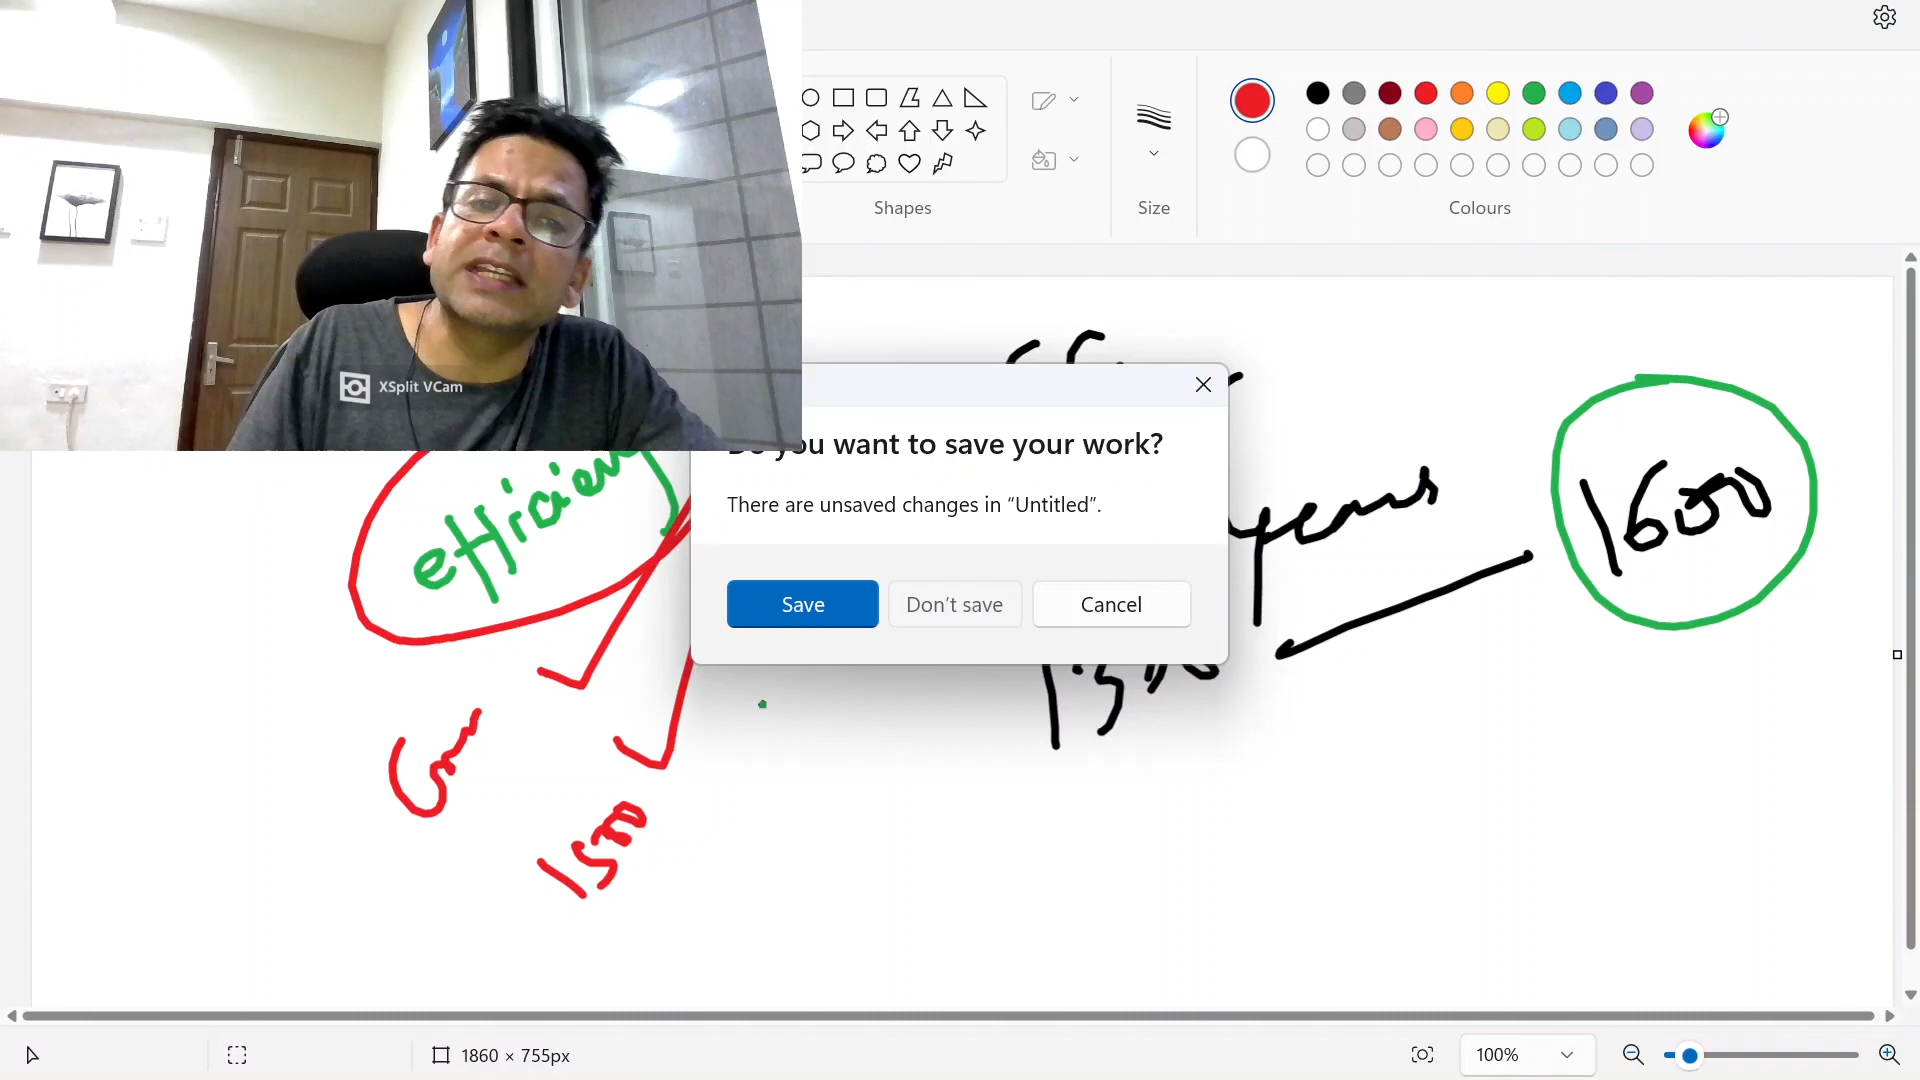 XSplit VCam
Shapes
Size
Colours
you want to save your work?
There are unsaved changes in “Untitled”.
Save
Don’t save
Cancel
efficien
years
1600
1500
1860 × 755px
100%